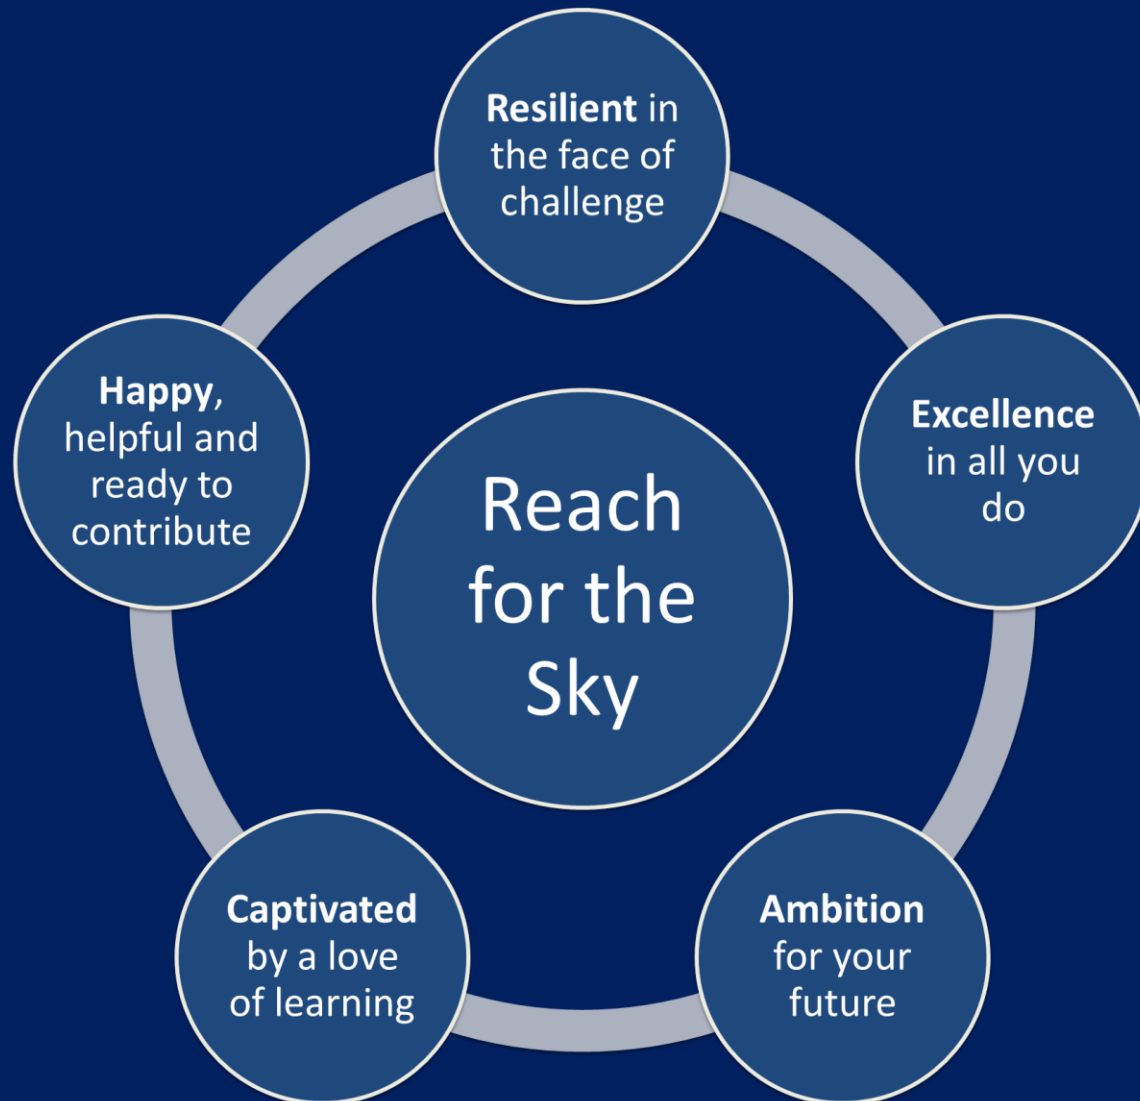 Resilient in
the face of
challenge
Excellence
in all you
do
Ambition
for your
future
Captivated
by a love
of learning
Happy,
helpful and
ready to
contribute
Reach
for the
Sky